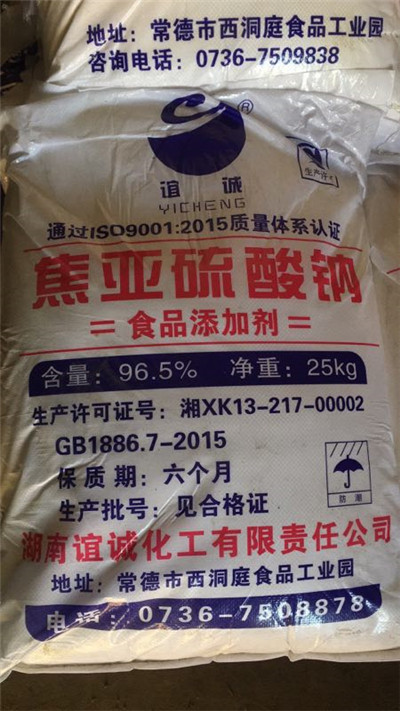 地址：常德市西洞庭食品工业园
咨询电话：0736-7509838
®
谊诚
YICHENG
生产许可
通过ISO9001:2015质量体系认证
焦亚硫酸钠
=食品添加剂=
含量：96.5% 净重：25kg
生产许可证号：湘XK13-217-00002
GB1886.7-2015
保质期：六个月
生产批号：见合格证
防潮
湖南谊诚化工有限责任公司
地址：常德市西洞庭食品工业园
电话：0736-7508878